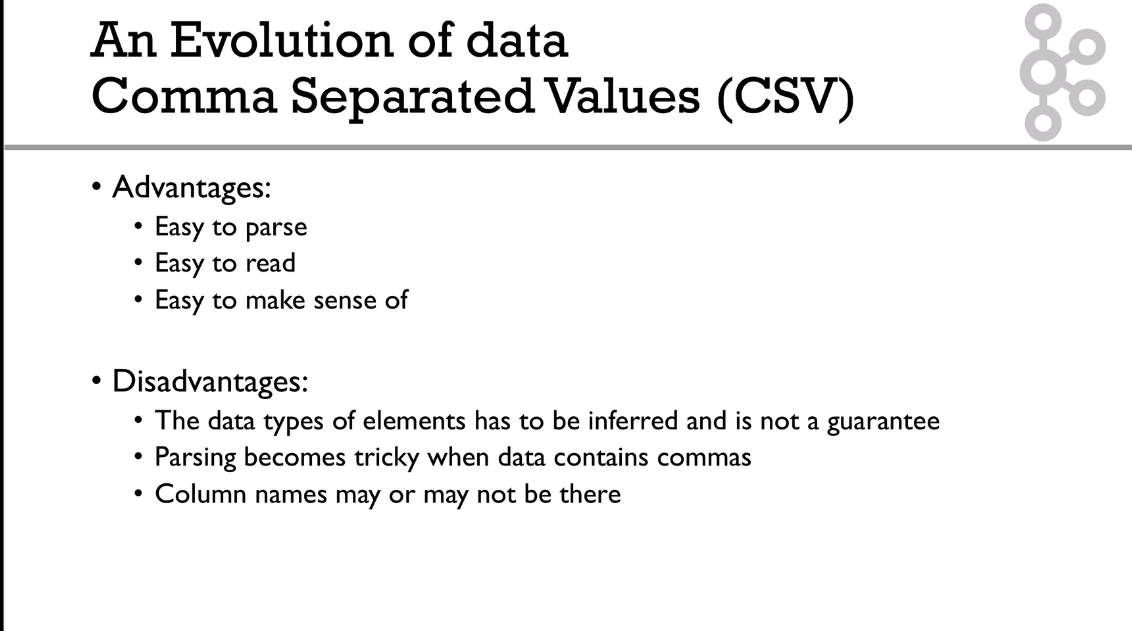 An Evolution of data
Comma Separated Values (CSV)
• Advantages:
• Easy to parse
• Easy to read
• Easy to make sense of
• Disadvantages:
• The data types of elements has to be inferred and is not a guarantee
• Parsing becomes tricky when data contains commas
• Column names may or may not be there